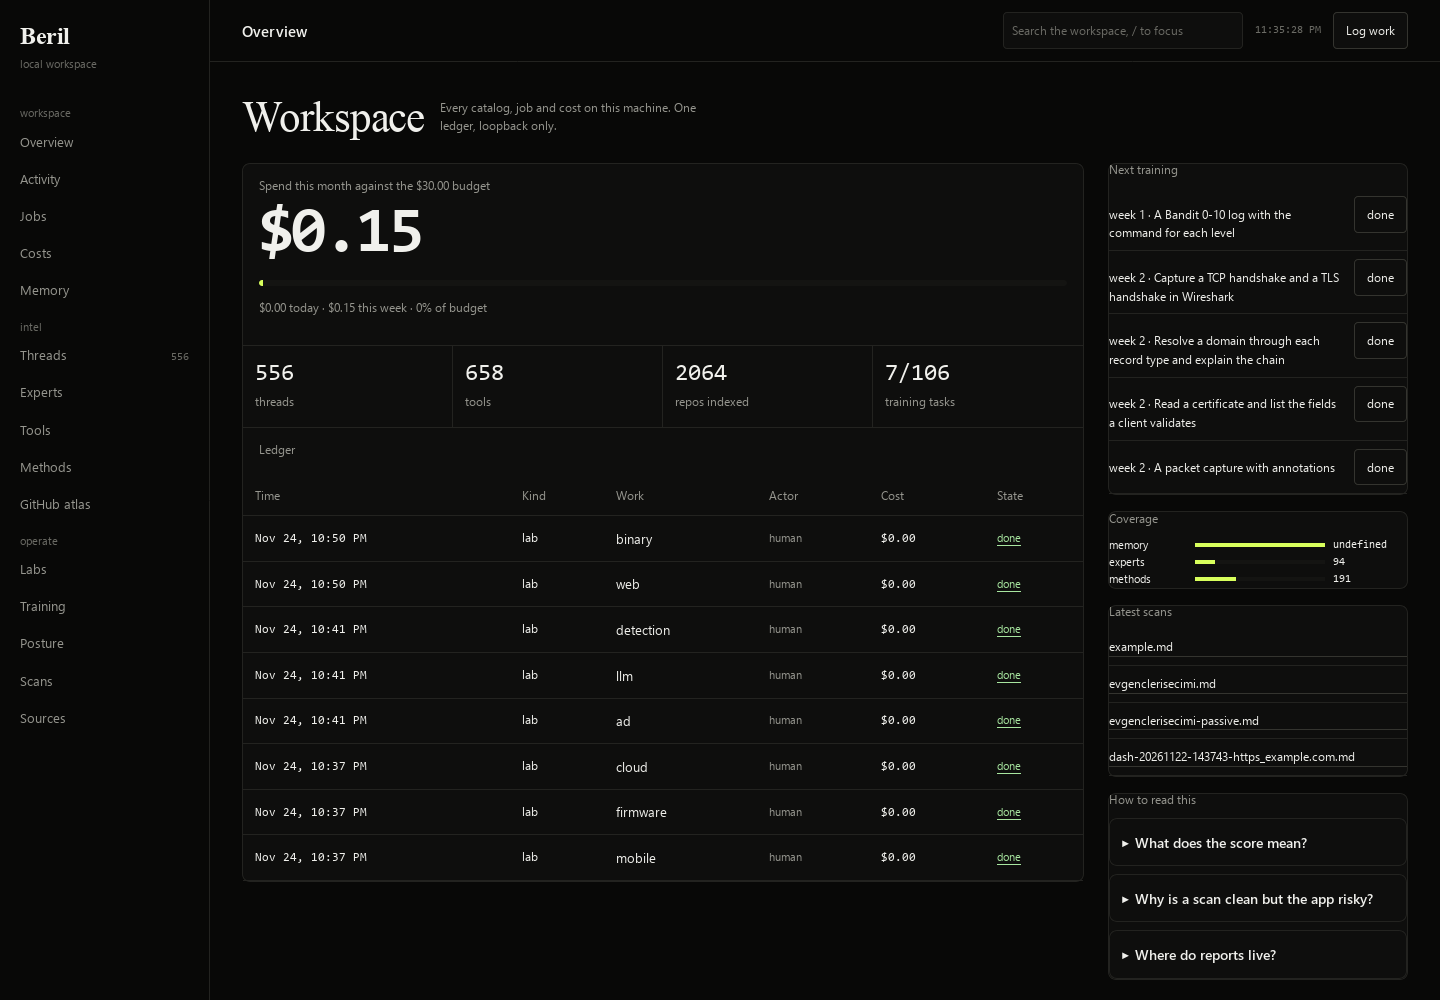 Beril
local workspace
workspace
Overview
Activity
Jobs
Costs
Memory
intel
Threads 556
Experts
Tools
Methods
GitHub atlas
operate
Labs
Training
Posture
Scans
Sources
Overview
Search the workspace, / to focus
11:35:28 PM
Log work
Workspace
Every catalog, job and cost on this machine. One
ledger, loopback only.
Spend this month against the $30.00 budget
$0.15
$0.00 today · $0.15 this week · 0% of budget
556
threads
658
tools
2064
repos indexed
7/106
training tasks
Ledger
Time Kind Work Actor Cost State
Nov 24, 10:50 PM lab binary human $0.00 done
Nov 24, 10:50 PM lab web human $0.00 done
Nov 24, 10:41 PM lab detection human $0.00 done
Nov 24, 10:41 PM lab llm human $0.00 done
Nov 24, 10:41 PM lab ad human $0.00 done
Nov 24, 10:37 PM lab cloud human $0.00 done
Nov 24, 10:37 PM lab firmware human $0.00 done
Nov 24, 10:37 PM lab mobile human $0.00 done
Next training
week 1 · A Bandit 0-10 log with the
command for each level
done
week 2 · Capture a TCP handshake and a TLS
handshake in Wireshark
done
week 2 · Resolve a domain through each
record type and explain the chain
done
week 2 · Read a certificate and list the fields
a client validates
done
week 2 · A packet capture with annotations
done
Coverage
memory undefined
experts 94
methods 191
Latest scans
example.md
evgenclerisecimi.md
evgenclerisecimi-passive.md
dash-20261122-143743-https_example.com.md
How to read this
What does the score mean?
Why is a scan clean but the app risky?
Where do reports live?